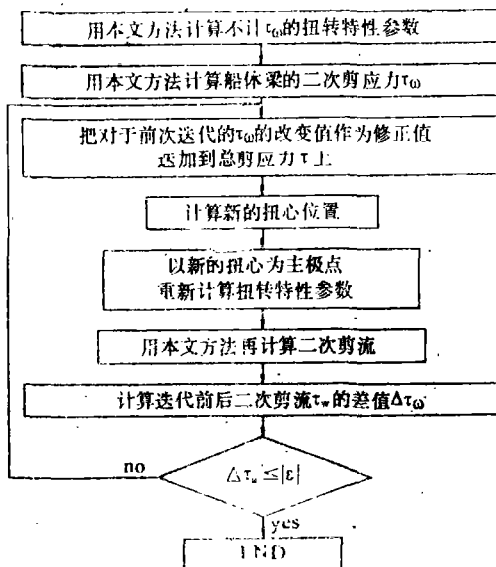 用本文方法计算不计τω的扭转特性参数
用本文方法计算船体梁的二次剪应力τω
把对于前次迭代的τω的改变值作为修正值
迭加到总剪应力τ上
计算新的扭心位置
以新的扭心为主极点
重新计算扭转特性参数
用本文方法再计算二次剪流
计算迭代前后二次剪流τw的差值Δτω
no
△τw≤|ε|
yes
END